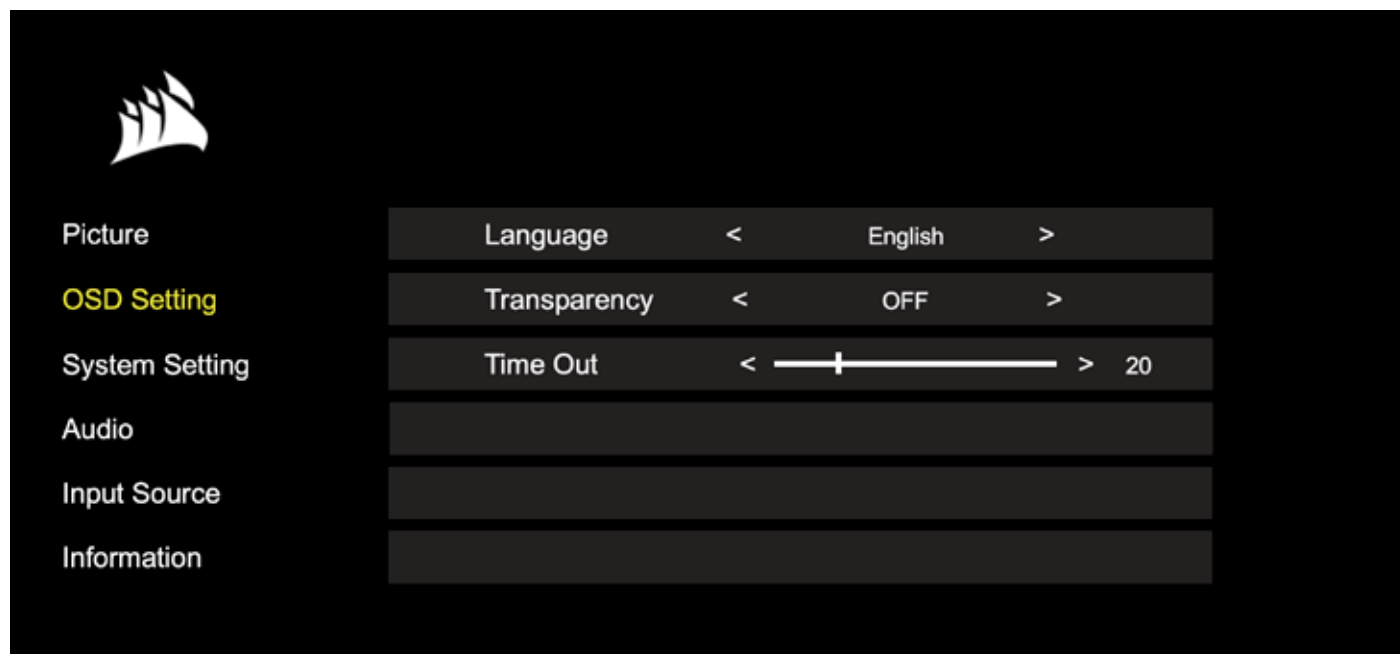 Picture
Language < English >
OSD Setting
Transparency < OFF >
System Setting
Time Out < > 20
Audio
Input Source
Information